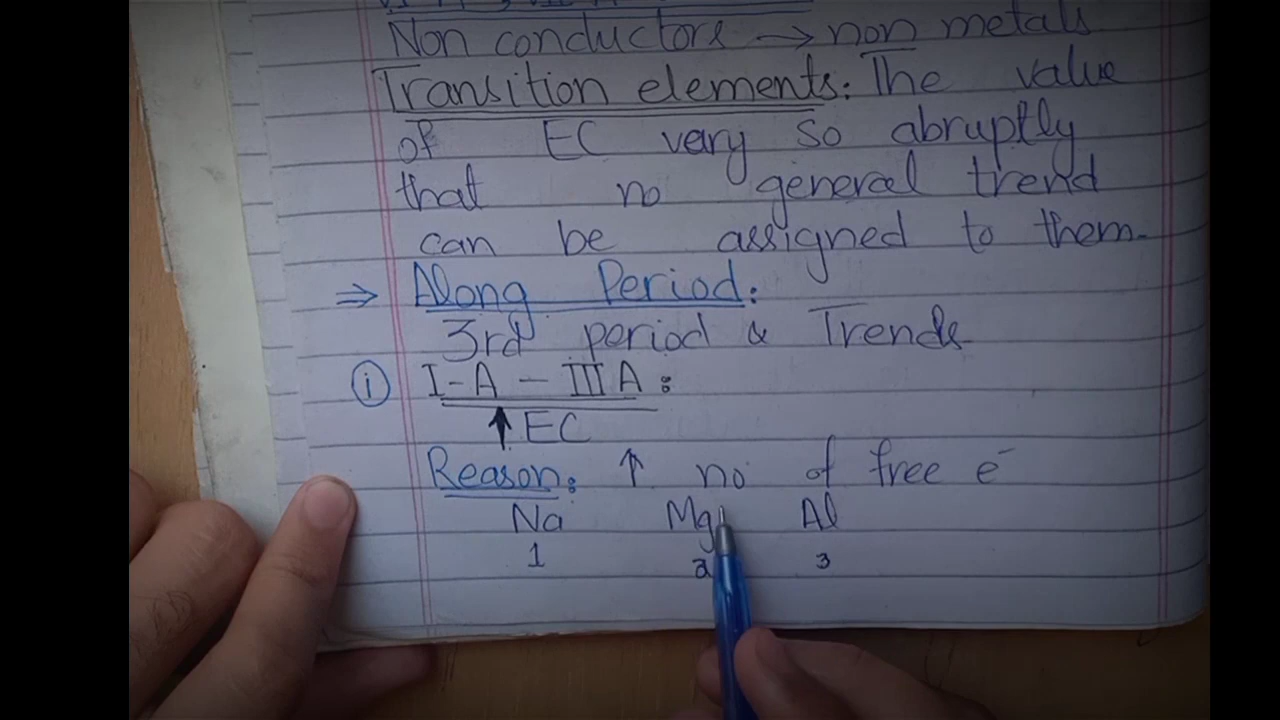 Non conductors → non metals
Transition elements: The value
of EC vary so abruptly
that no general trend
can be assigned to them.
⇒ Along Period:
3rd period & Trends
(i) I-A – III A:
↑ EC
Reason: ↑ no of free e⁻
Na Mg Al
1 2 3